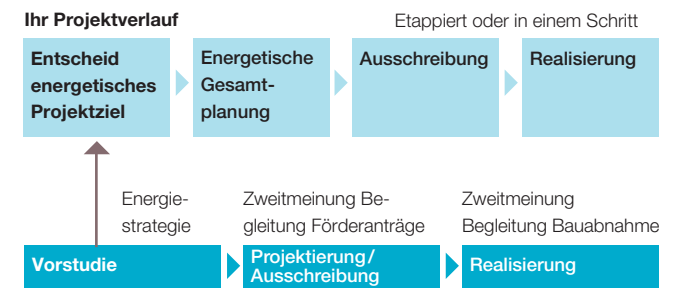 Ihr Projektverlauf
Etappiert oder in einem Schritt
Entscheid
energetisches
Projektziel
Energetische
Gesamt-
planung
Ausschreibung
Realisierung
Energie-
strategie
Zweitmeinung Be-
gleitung Förderanträge
Zweitmeinung
Begleitung Bauabnahme
Vorstudie
Projektierung/
Ausschreibung
Realisierung